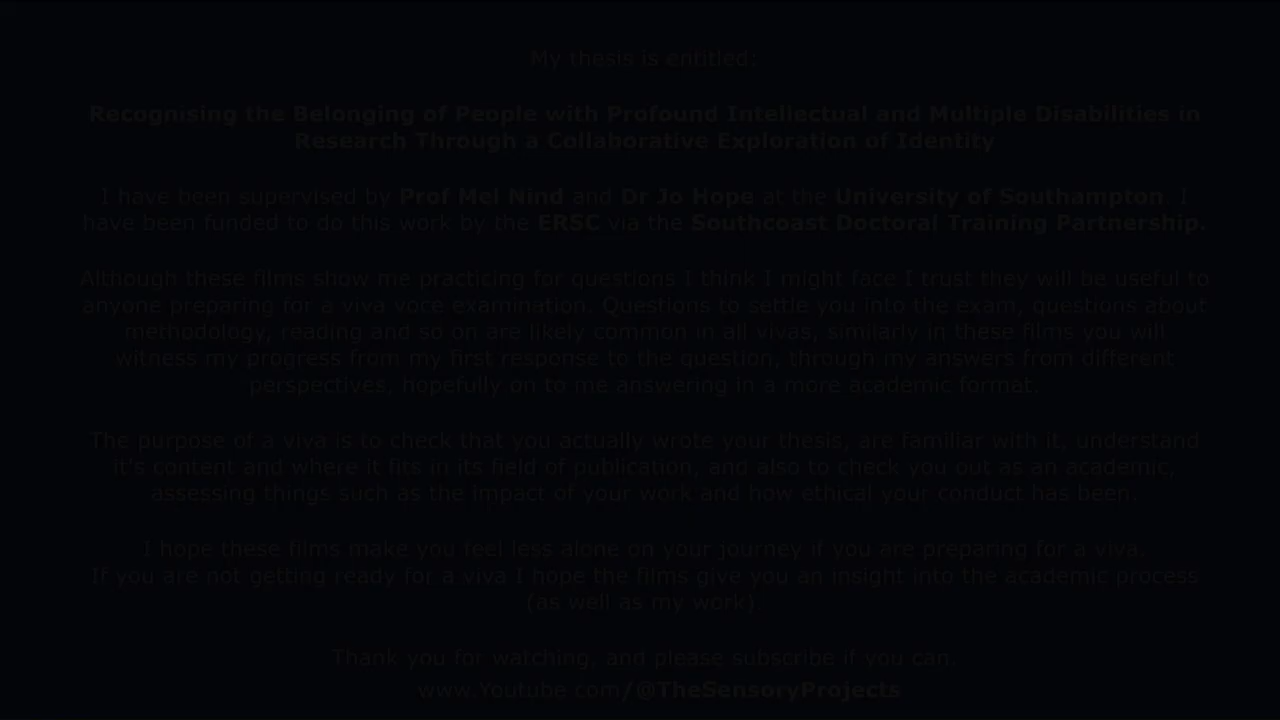 My thesis is entitled:
Recognising the Belonging of People with Profound Intellectual and Multiple Disabilities in
Research Through a Collaborative Exploration of Identity
I have been supervised by Prof Mel Nind and Dr Jo Hope at the University of Southampton. I
have been funded to do this work by the ERSC via the Southcoast Doctoral Training Partnership.
Although these films show me practicing for questions I think I might face I trust they will be useful to
anyone preparing for a viva voce examination. Questions to settle you into the exam, questions about
methodology, reading and so on are likely common in all vivas, similarly in these films you will
witness my progress from my first response to the question, through my answers from different
perspectives, hopefully on to me answering in a more academic format.
The purpose of a viva is to check that you actually wrote your thesis, are familiar with it, understand
it's content and where it fits in its field of publication, and also to check you out as an academic,
assessing things such as the impact of your work and how ethical your conduct has been.
I hope these films make you feel less alone on your journey if you are preparing for a viva.
If you are not getting ready for a viva I hope the films give you an insight into the academic process
(as well as my work)
Thank you for watching, and please subscribe if you can.
www.Youtube.com/@TheSensoryProjects